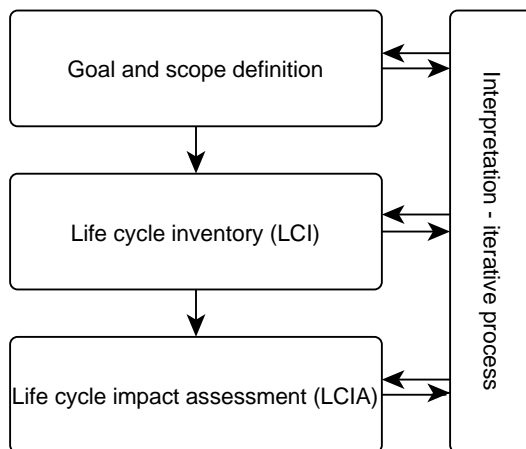 Goal and scope definition
Life cycle inventory (LCI)
Life cycle impact assessment (LCIA)
Interpretation - iterative process